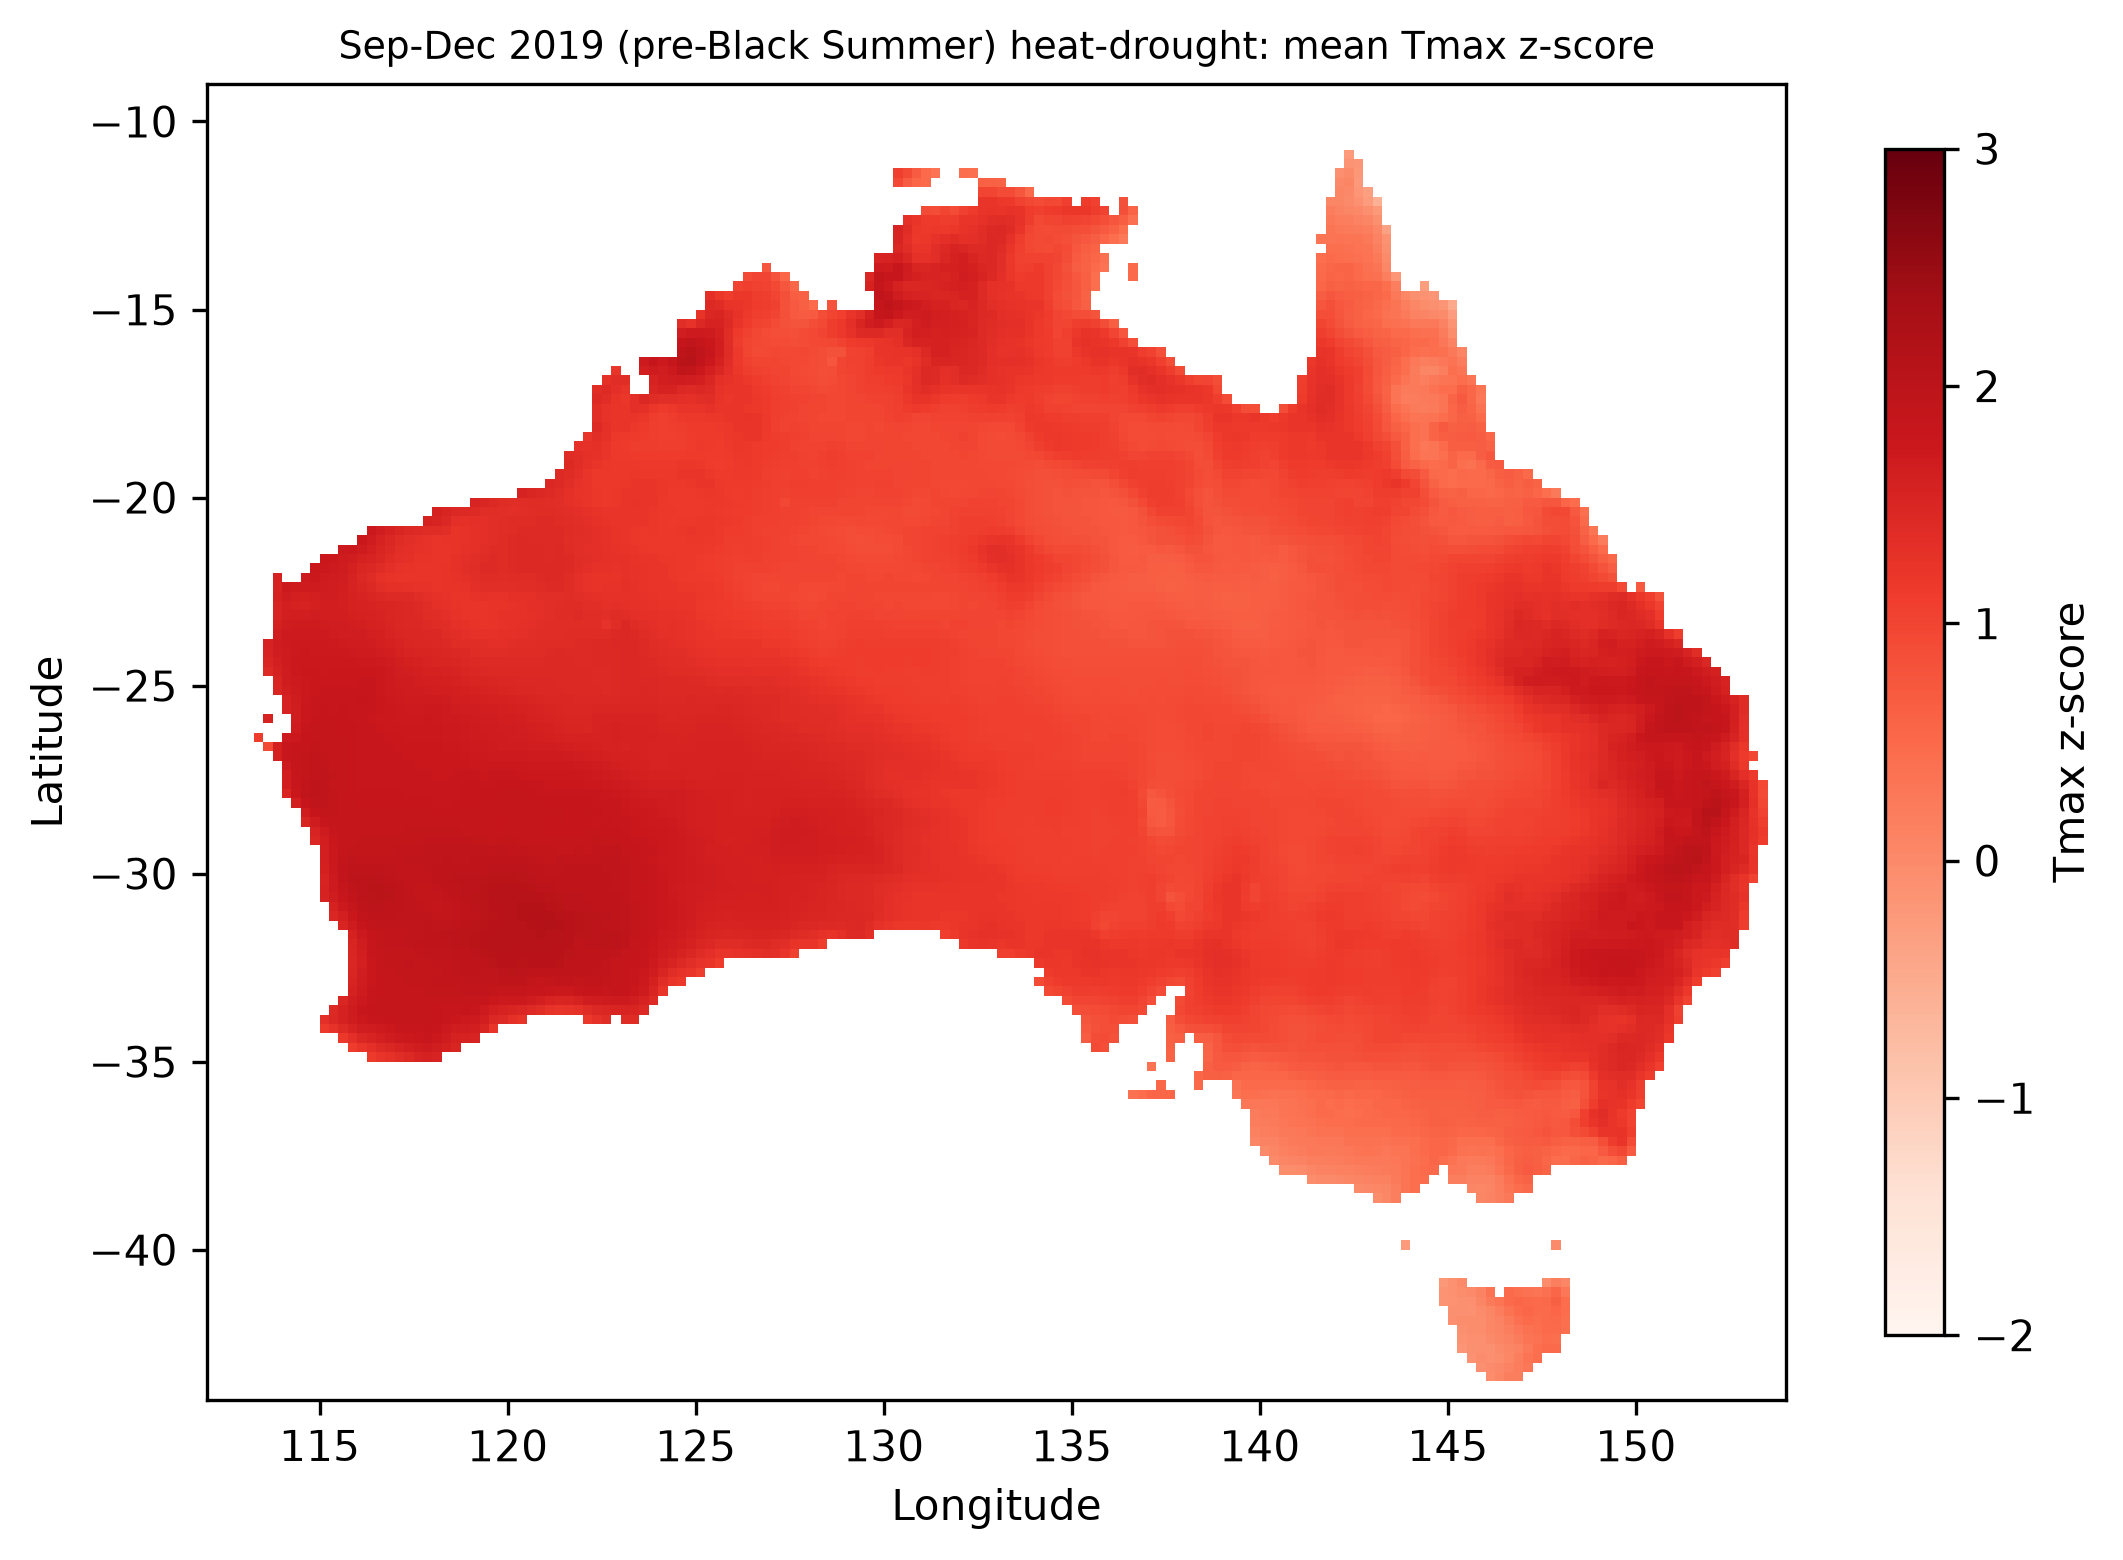 Sep-Dec 2019 (pre-Black Summer) heat-drought: mean Tmax z-score
−10
−15
−20
−25
−30
−35
−40
Latitude
115 120 125 130 135 140 145 150
Longitude
3
2
1
0
−1
−2
Tmax z-score